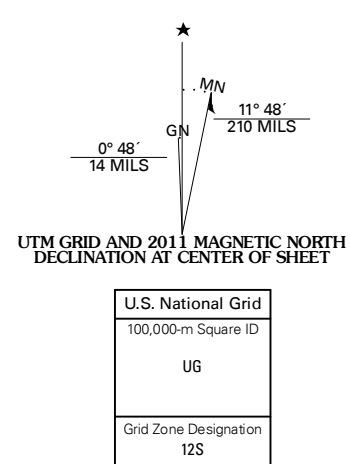 MN
11° 48´
210 MILS
GN
0° 48´
14 MILS
UTM GRID AND 2011 MAGNETIC NORTH
DECLINATION AT CENTER OF SHEET
U.S. National Grid
100,000-m Square ID
UG
Grid Zone Designation
12S